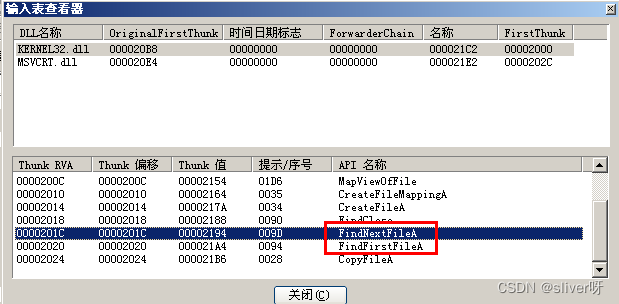 输入表查看器
DLL名称 OriginalFirstThunk 时间日期标志 ForwarderChain 名称 FirstThunk
KERNEL32.dll 000020B8 00000000 00000000 000021C2 00002000
MSVCRT.dll 000020E4 00000000 00000000 000021E2 0000202C
Thunk RVA Thunk 偏移 Thunk 值 提示/序号 API 名称
0000200C 0000200C 00002154 01D6 MapViewOfFile
00002010 00002010 00002164 0035 CreateFileMappingA
00002014 00002014 0000217A 0034 CreateFileA
00002018 00002018 00002188 0090 FindClose
0000201C 0000201C 00002194 009D FindNextFileA
00002020 00002020 000021A4 0094 FindFirstFileA
00002024 00002024 000021B6 0028 CopyFileA
关闭(C)
CSDN @sliver呀